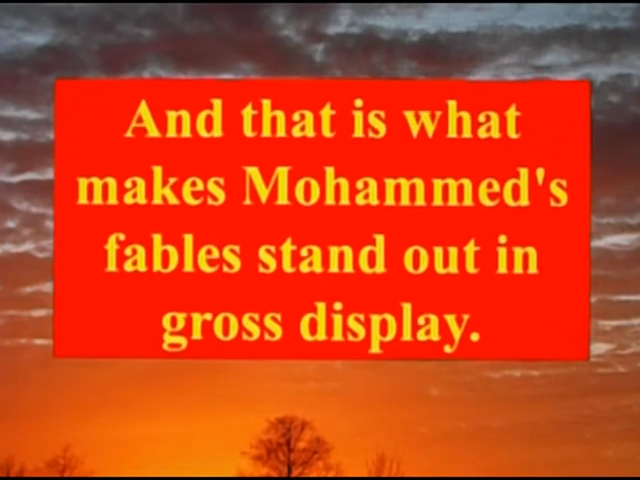 And that is what
makes Mohammed's
fables stand out in
gross display.